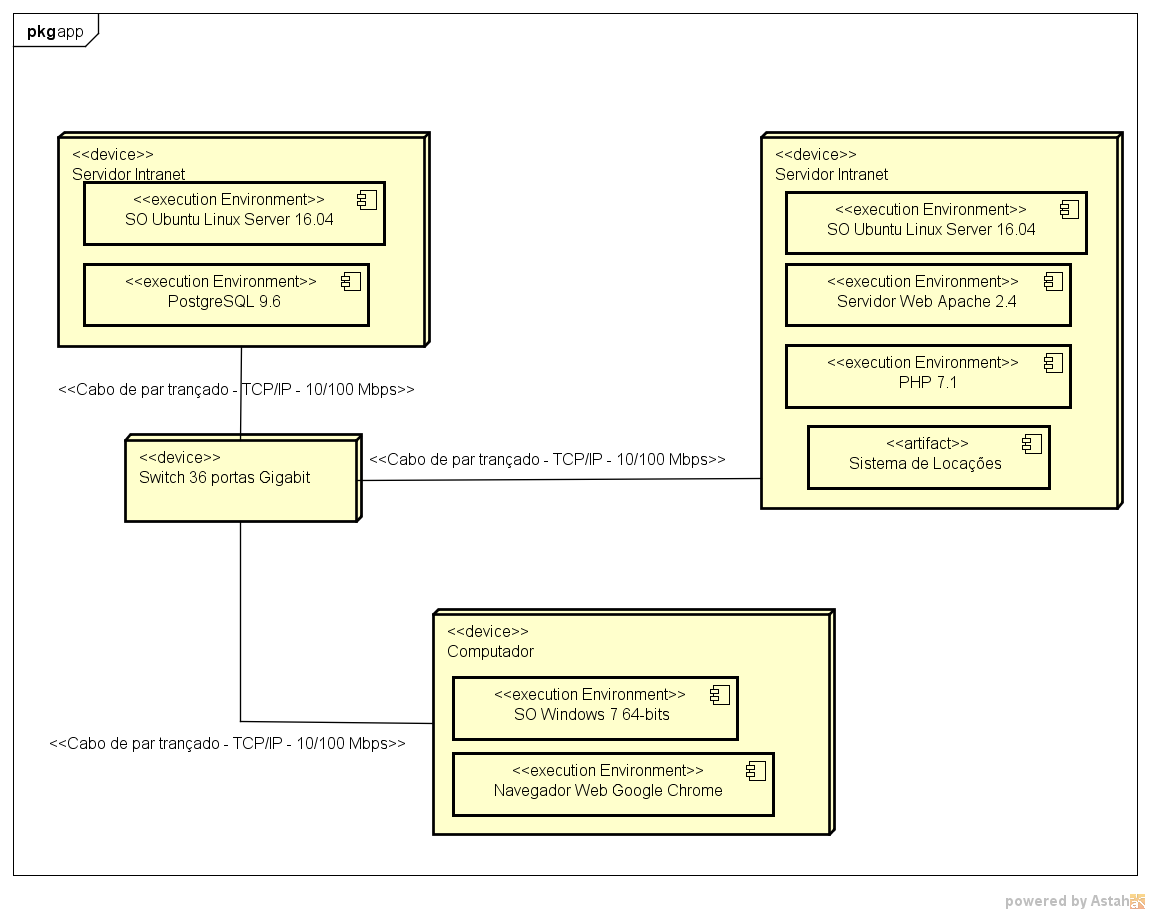 pkg app
<<device>>
Servidor Intranet
<<execution Environment>>
SO Ubuntu Linux Server 16.04
<<execution Environment>>
PostgreSQL 9.6
<<device>>
Servidor Intranet
<<execution Environment>>
SO Ubuntu Linux Server 16.04
<<execution Environment>>
Servidor Web Apache 2.4
<<execution Environment>>
PHP 7.1
<<artifact>>
Sistema de Locações
<<Cabo de par trançado - TCP/IP - 10/100 Mbps>>
<<device>>
Switch 36 portas Gigabit
<<Cabo de par trançado - TCP/IP - 10/100 Mbps>>
<<device>>
Computador
<<execution Environment>>
SO Windows 7 64-bits
<<execution Environment>>
Navegador Web Google Chrome
<<Cabo de par trançado - TCP/IP - 10/100 Mbps>>
powered by Astah